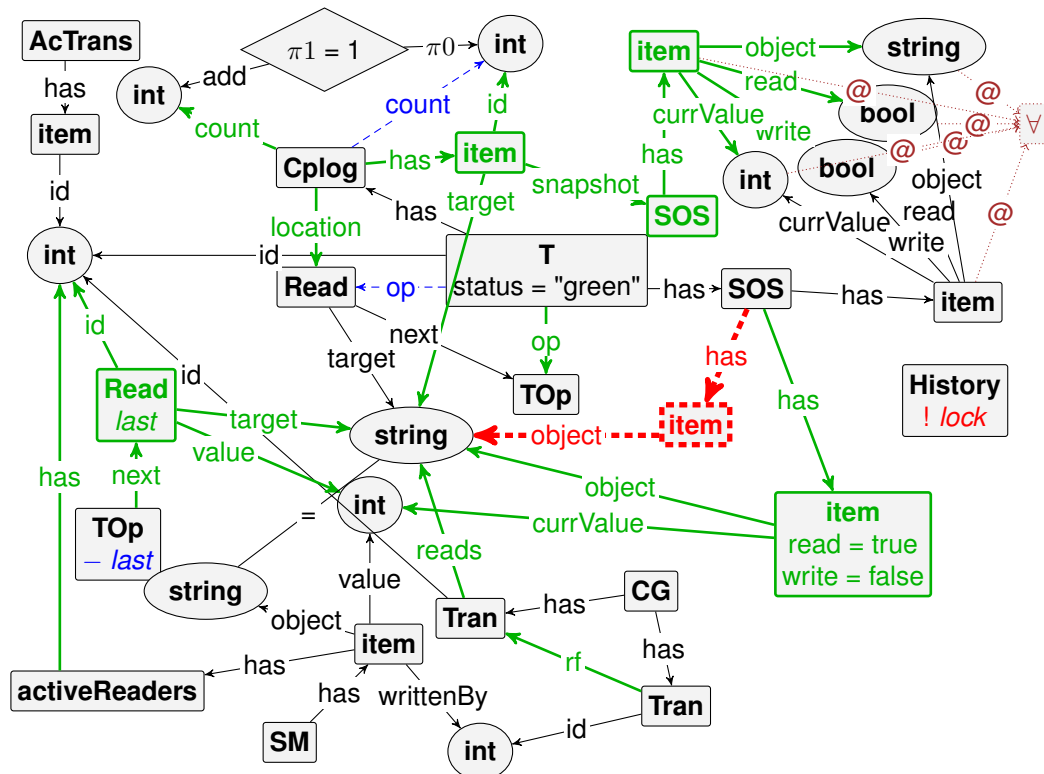 AcTrans
π1 = 1
π0
int
item
object
string
has
add
read
@
int
count
id
currValue
bool
@
∀
item
count
write
@
@
@
Cplog
has
item
has
int
bool
id
snapshot
object
location
target
SOS
currValue
read
@
int
has
write
id
T
status = "green"
Read
op
has
SOS
has
item
id
next
op
id
target
has
Read
last
target
TOp
item
has
History
! lock
value
string
object
has
next
object
int
currValue
item
read = true
write = false
TOp
– last
=
reads
string
value
CG
object
Tran
has
item
has
has
rf
activeReaders
has
writtenBy
Tran
SM
int
id